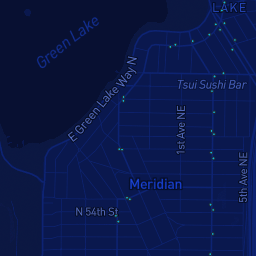 LAKE
Green Lake
E Green Lake Way N
Tsui Sushi Bar
1st Ave NE
Meridian
5th Ave NE
N 54th St